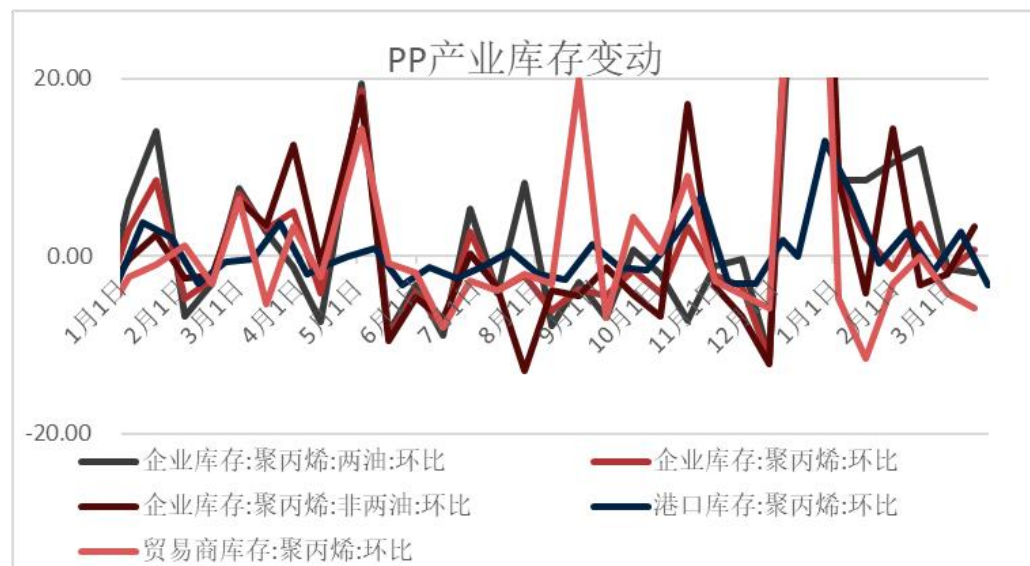 PP产业库存变动
20.00
0.00
-20.00
1月1日
2月1日
3月1日
4月1日
5月1日
6月1日
7月1日
8月1日
9月1日
10月1日
11月1日
12月1日
1月1日
2月1日
3月1日
企业库存:聚丙烯:两油:环比
企业库存:聚丙烯:环比
企业库存:聚丙烯:非两油:环比
港口库存:聚丙烯:环比
贸易商库存:聚丙烯:环比